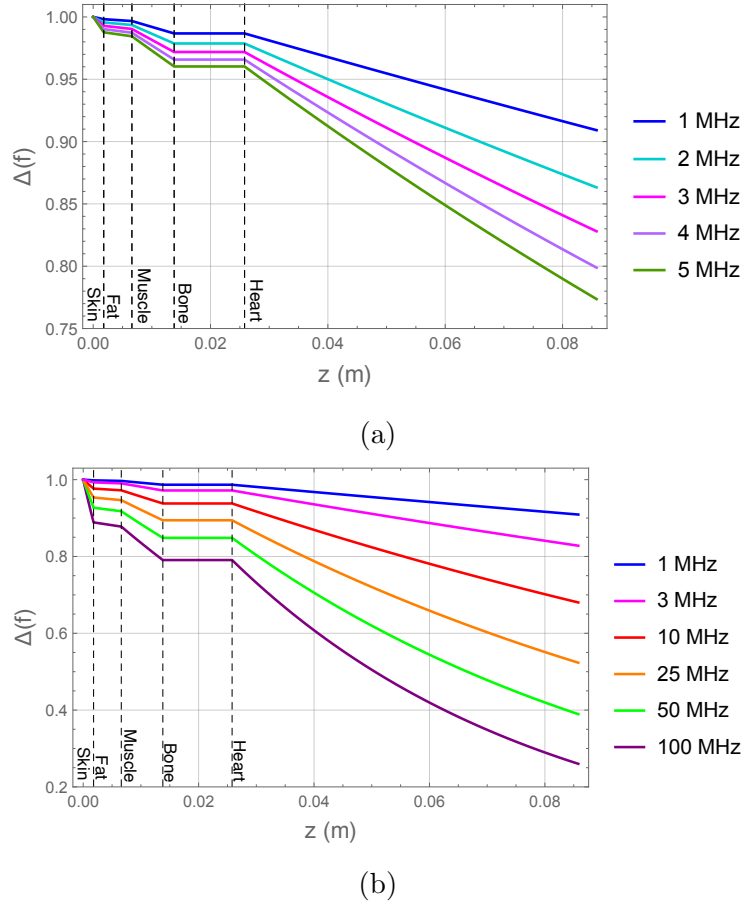 1.00
0.95
0.90
0.85
0.80
0.75
Δ(f)
Skin
Fat
Muscle
Bone
Heart
0.00
0.02
0.04
0.06
0.08
z (m)
1 MHz
2 MHz
3 MHz
4 MHz
5 MHz
(a)
1.0
0.8
0.6
0.4
0.2
Δ(f)
Skin
Fat
Muscle
Bone
Heart
0.00
0.02
0.04
0.06
0.08
z (m)
1 MHz
3 MHz
10 MHz
25 MHz
50 MHz
100 MHz
(b)